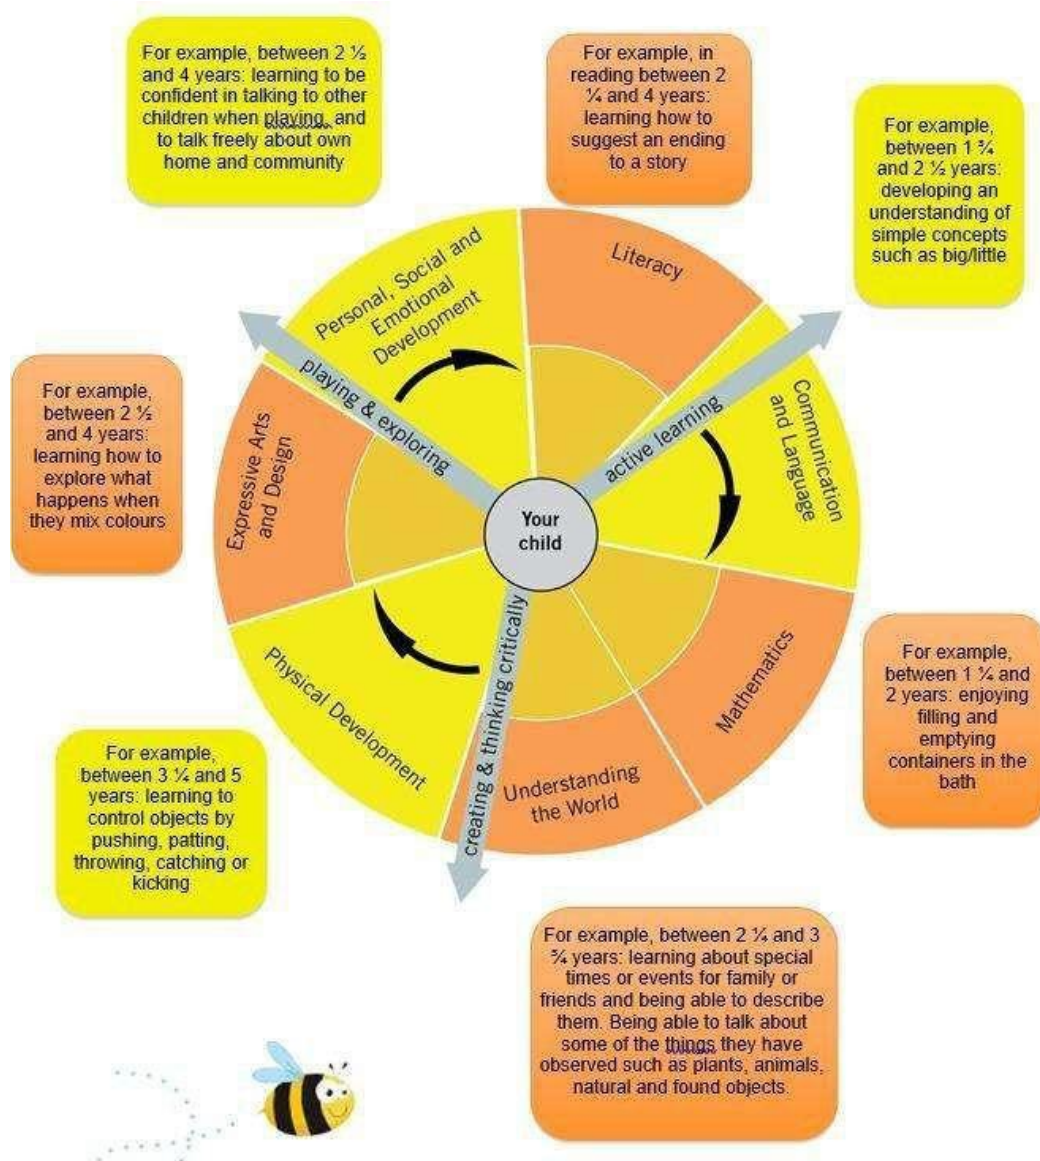 For example, between 2 ½
and 4 years: learning to be
confident in talking to other
children when playing, and
to talk freely about own
home and community
For example, in
reading between 2
¼ and 4 years:
learning how to
suggest an ending
to a story
For example,
between 1 ¾
and 2 ½ years:
developing an
understanding of
simple concepts
such as big/little
Personal, Social and
Emotional
Development
Literacy
playing & exploring
active learning
Communication
and Language
For example,
between 2 ½
and 4 years:
learning how to
explore what
happens when
they mix colours
Expressive Arts
and Design
Your
child
Physical Development
creating & thinking critically
Understanding
the World
Mathematics
For example,
between 1 ¼ and
2 years: enjoying
filling and
emptying
containers in the
bath
For example,
between 3 ¼ and 5
years: learning to
control objects by
pushing, patting,
throwing, catching or
kicking
For example, between 2 ¼ and 3
¾ years: learning about special
times or events for family or
friends and being able to describe
them. Being able to talk about
some of the things they have
observed such as plants, animals,
natural and found objects.